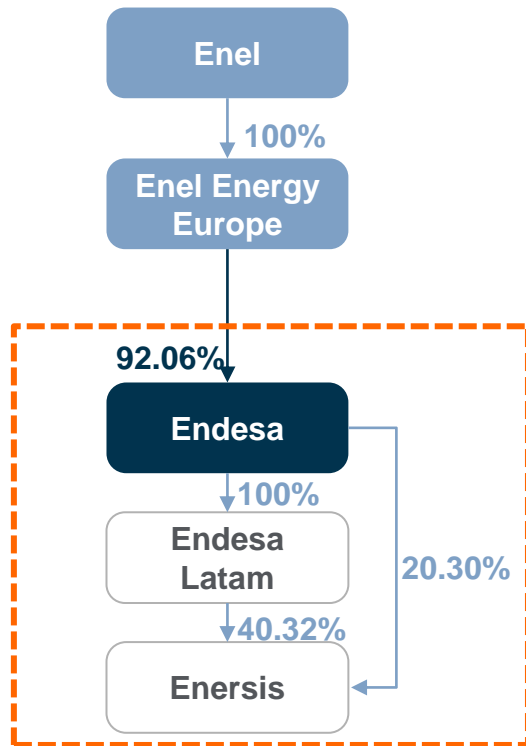 Enel
100%
Enel Energy
Europe
92.06%
Endesa
100%
Endesa
Latam
20.30%
40.32%
Enersis